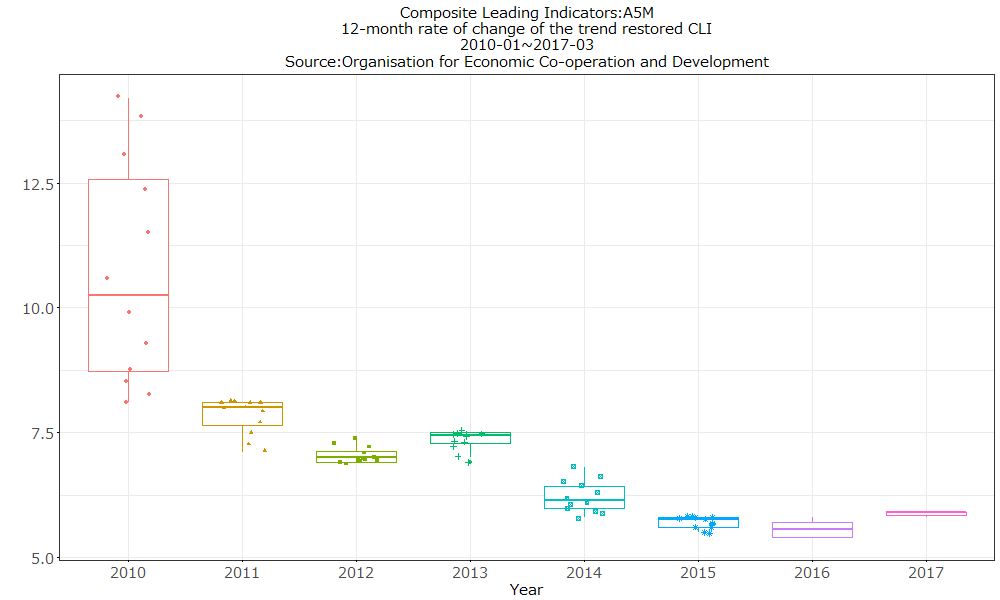 Composite Leading Indicators:A5M
12-month rate of change of the trend restored CLI
2010-01~2017-03
Source:Organisation for Economic Co-operation and Development
12.5
10.0
7.5
5.0
2010 2011 2012 2013 2014 2015 2016 2017
Year